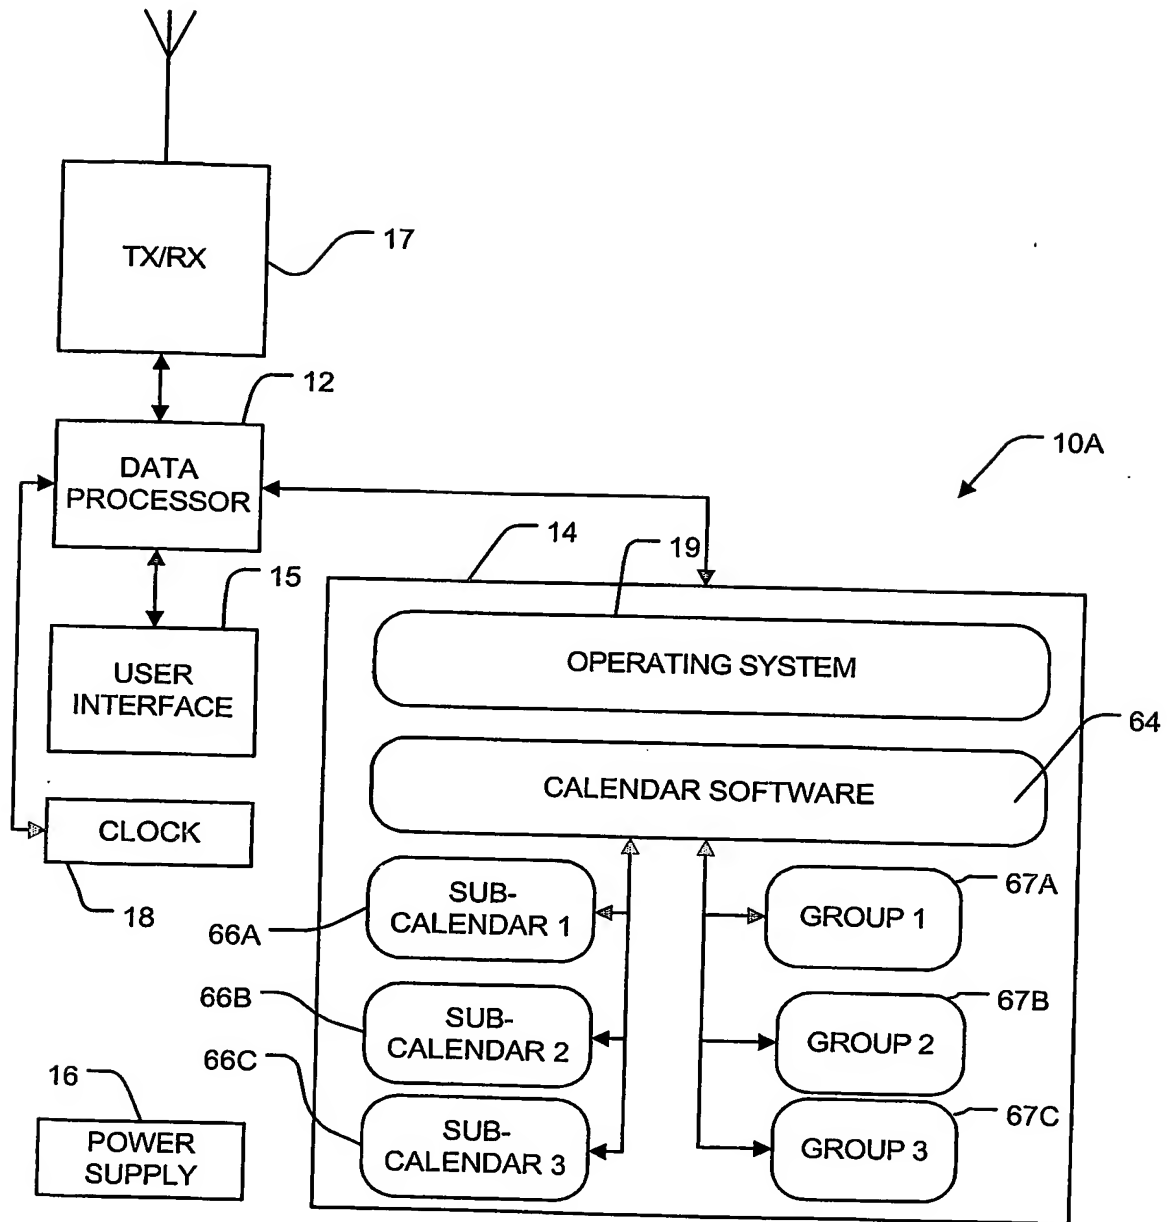 TX/RX
17
12
DATA
PROCESSOR
10A
14
19
15
USER
INTERFACE
OPERATING SYSTEM
64
CALENDAR SOFTWARE
CLOCK
18
66A
SUB-
CALENDAR 1
67A
GROUP 1
66B
SUB-
CALENDAR 2
67B
GROUP 2
66C
SUB-
CALENDAR 3
67C
GROUP 3
16
POWER
SUPPLY